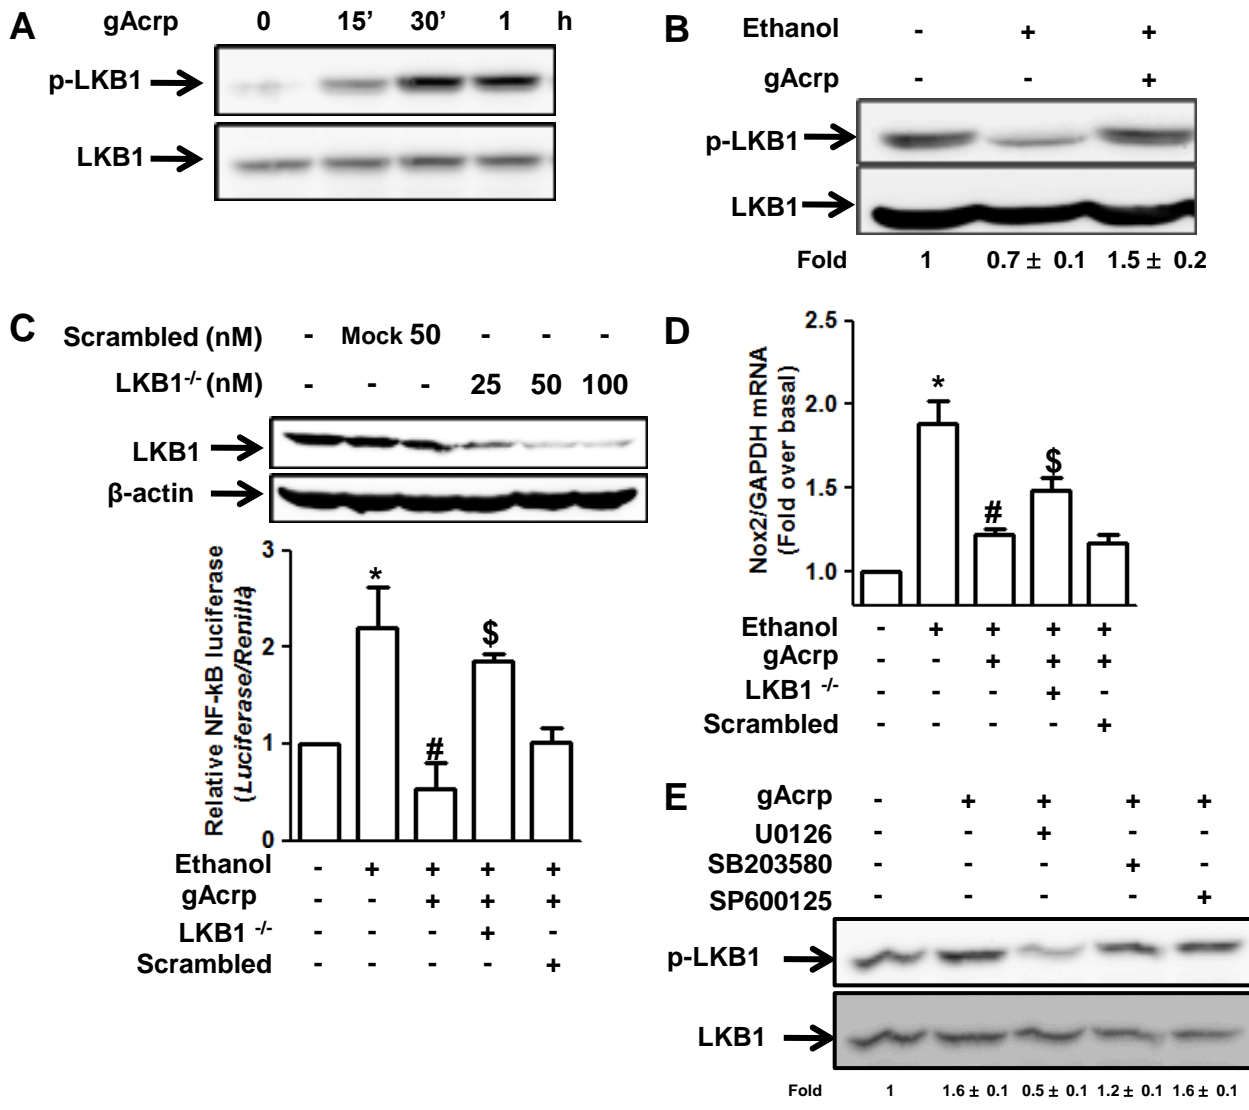 A
gAcrp 0 15’ 30’ 1 h
p-LKB1
LKB1
B
Ethanol - + +
gAcrp - - +
p-LKB1
LKB1
Fold 1 0.7 ± 0.1 1.5 ± 0.2
C
Scrambled (nM) - Mock 50 - - -
LKB1-/- (nM) - - - 25 50 100
LKB1
β-actin
Relative NF-kB luciferase
(Luciferase/Renilla)
3
2
1
0
* # $
Ethanol - + + + +
gAcrp - - + + +
LKB1 -/- - - - + -
Scrambled - - - - +
D
Nox2/GAPDH mRNA
(Fold over basal)
2.5
2.0
1.5
1.0
* # $
Ethanol - + + + +
gAcrp - - + + +
LKB1 -/- - - - + -
Scrambled - - - - +
E
gAcrp - + + + +
U0126 - - + - -
SB203580 - - - + -
SP600125 - - - - +
p-LKB1
LKB1
Fold 1 1.6 ± 0.1 0.5 ± 0.1 1.2 ± 0.1 1.6 ± 0.1